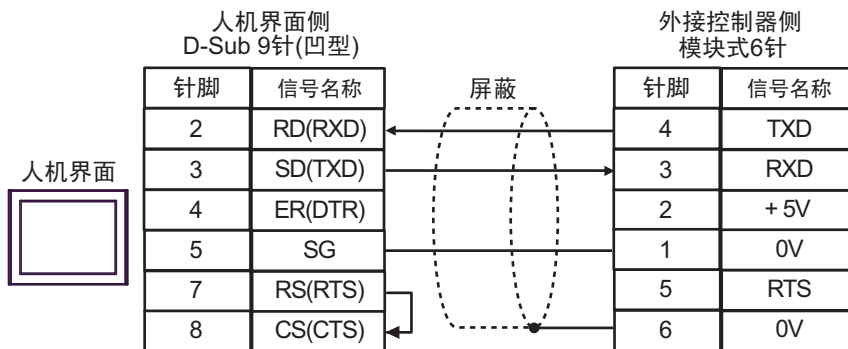 人机界面侧
D-Sub 9针(凹型)
外接控制器侧
模块式6针
针脚 信号名称 屏蔽 针脚 信号名称
2 RD(RXD) 4 TXD
人机界面 3 SD(TXD) 3 RXD
4 ER(DTR) 2 +5V
5 SG 1 0V
7 RS(RTS) 5 RTS
8 CS(CTS) 6 0V